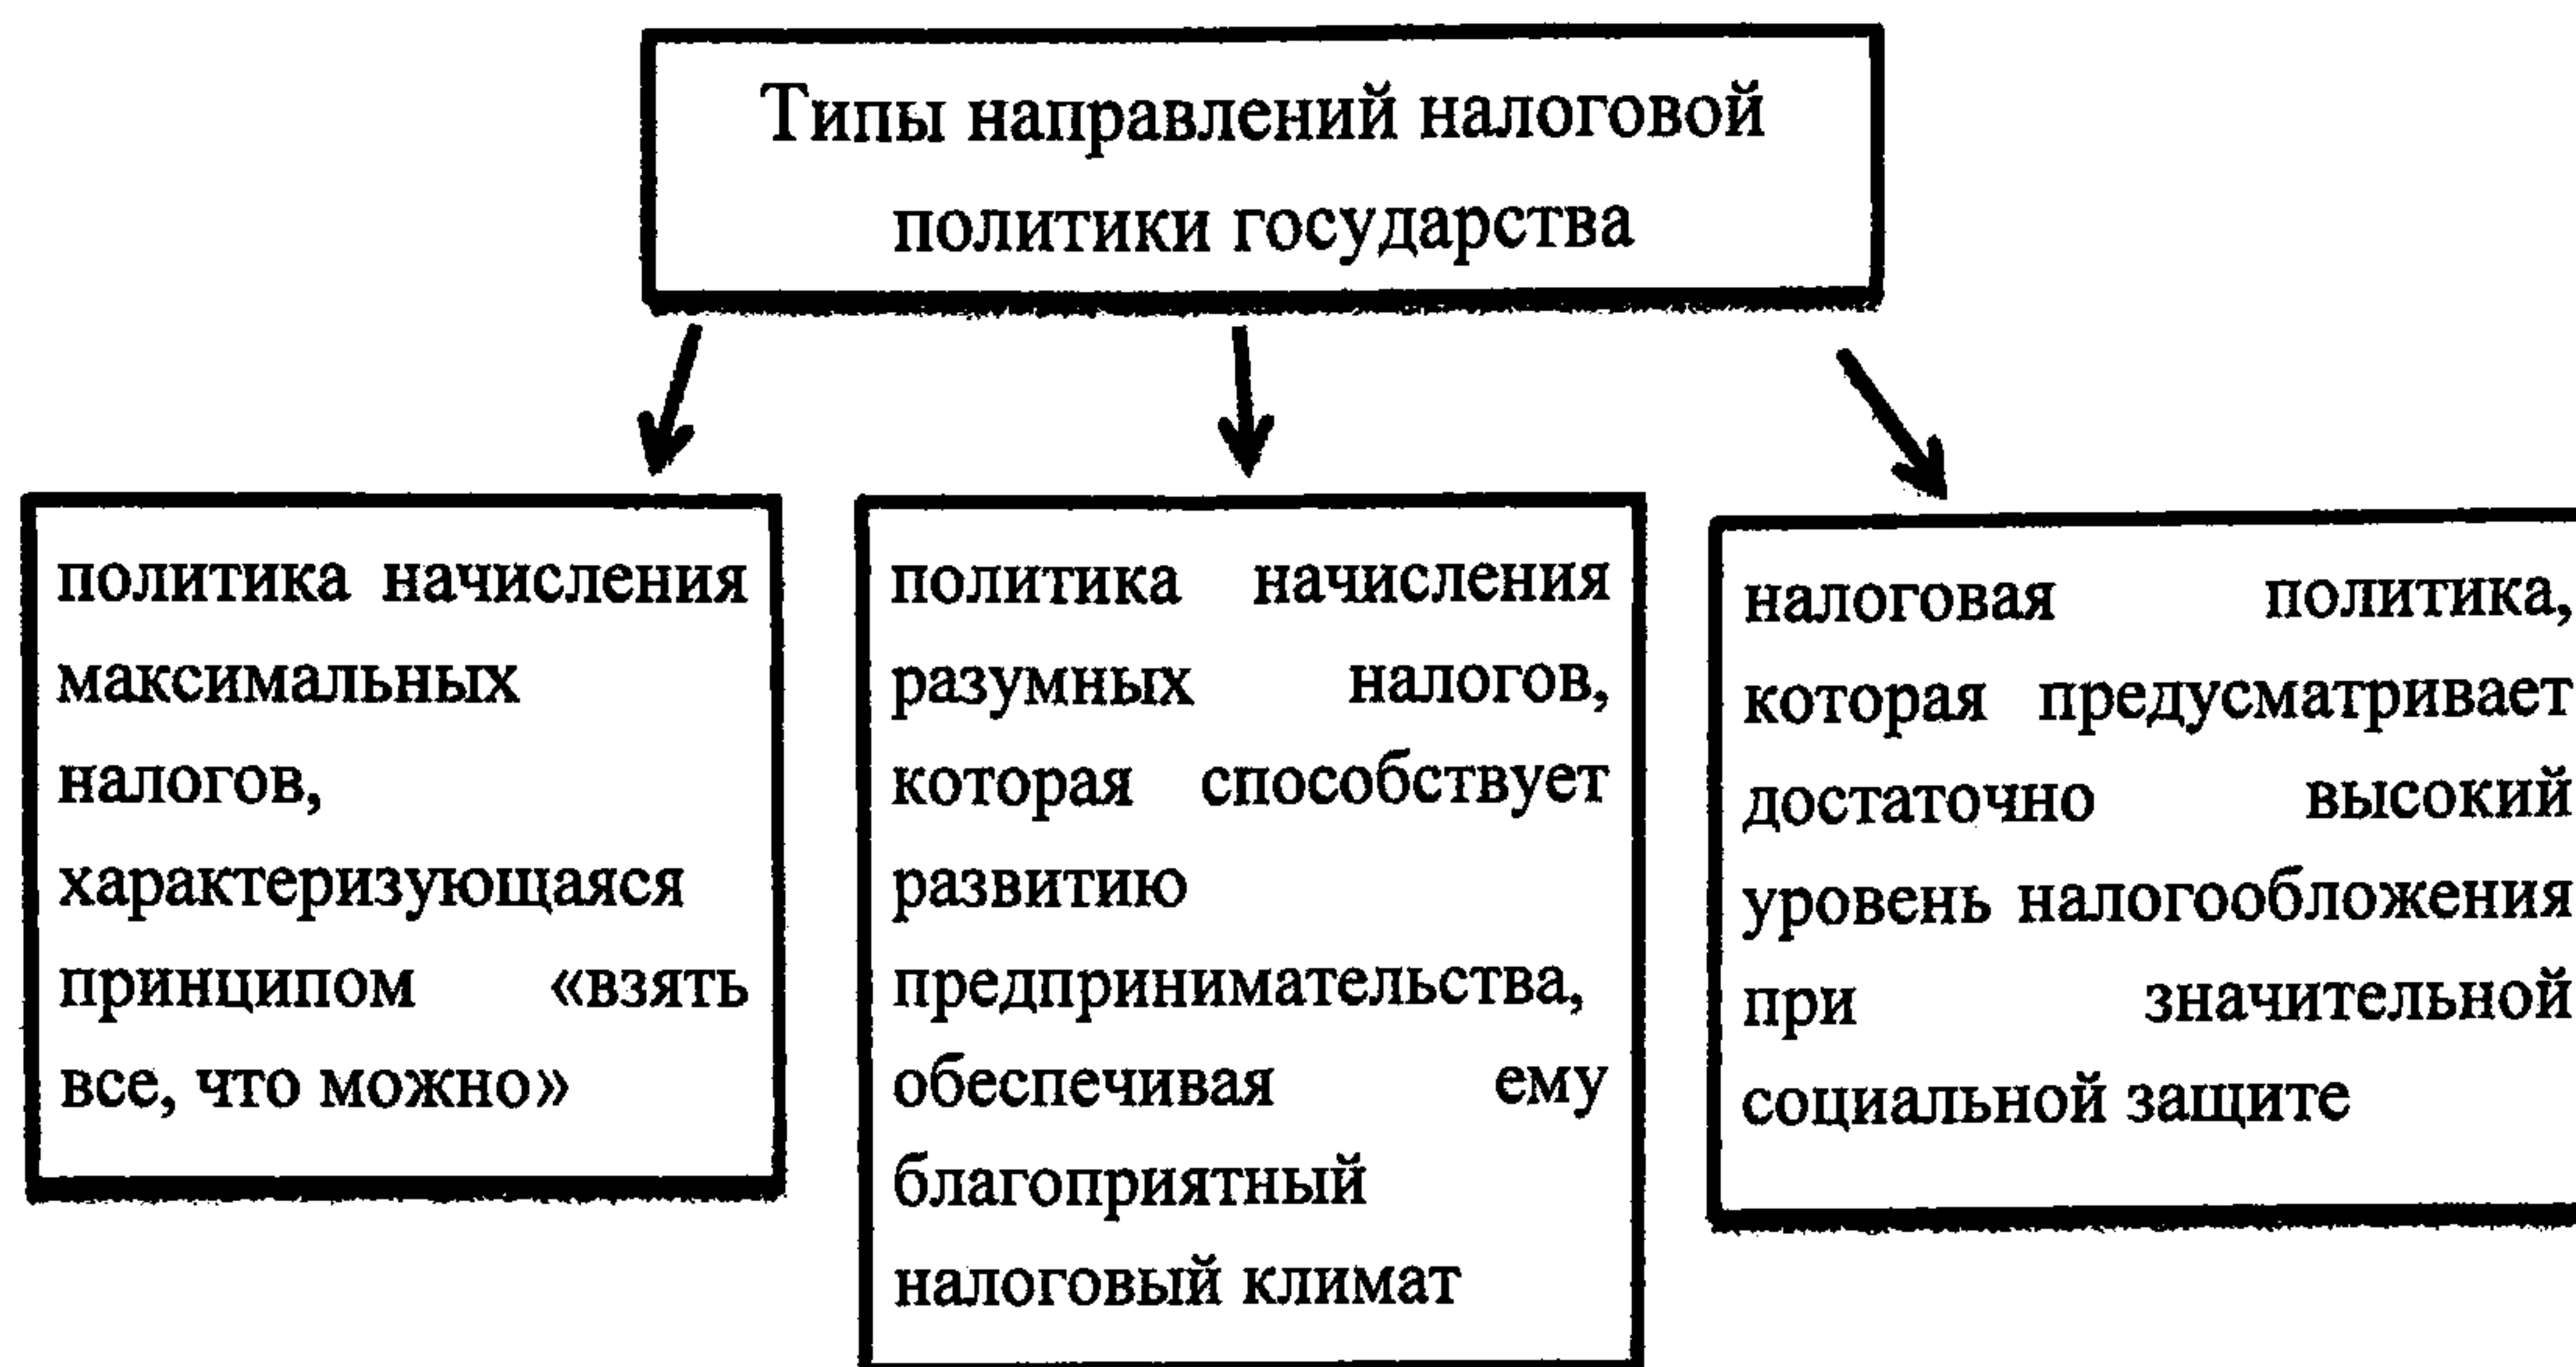 Типы направлений налоговой
политики государства
политика начисления
максимальных
налогов,
характеризующаяся
принципом «взять
все, что можно»
политика начисления
разумных налогов,
которая способствует
развитию
предпринимательства,
обеспечивая ему
благоприятный
налоговый климат
налоговая политика,
которая предусматривает
достаточно высокий
уровень налогообложения
при значительной
социальной защите